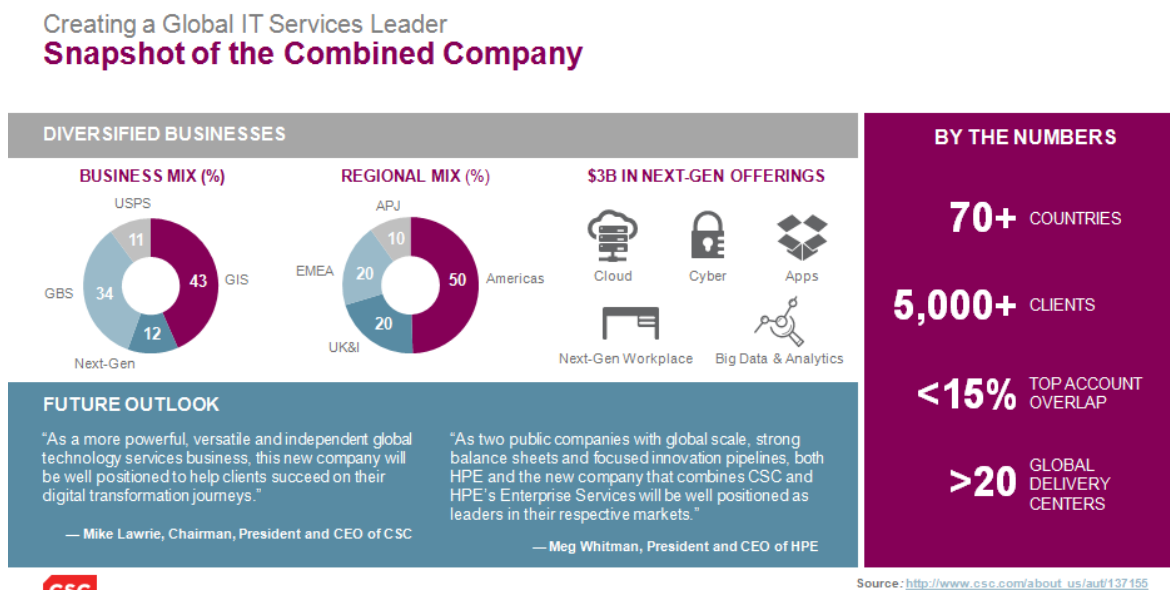 Creating a Global IT Services Leader
Snapshot of the Combined Company
DIVERSIFIED BUSINESSES
BUSINESS MIX (%)
USPS
11
43
GIS
GBS
34
12
Next-Gen
REGIONAL MIX (%)
APJ
10
EMEA
20
50
Americas
20
UK&I
$3B IN NEXT-GEN OFFERINGS
Cloud
Cyber
Apps
Next-Gen Workplace
Big Data & Analytics
FUTURE OUTLOOK
“As a more powerful, versatile and independent global
technology services business, this new company will
be well positioned to help clients succeed on their
digital transformation journeys.”
— Mike Lawrie, Chairman, President and CEO of CSC
“As two public companies with global scale, strong
balance sheets and focused innovation pipelines, both
HPE and the new company that combines CSC and
HPE’s Enterprise Services will be well positioned as
leaders in their respective markets.”
— Meg Whitman, President and CEO of HPE
BY THE NUMBERS
70+ COUNTRIES
5,000+ CLIENTS
<15% TOP ACCOUNT
OVERLAP
>20 GLOBAL
DELIVERY
CENTERS
CSC
Source: http://www.csc.com/about_us/aut/137155